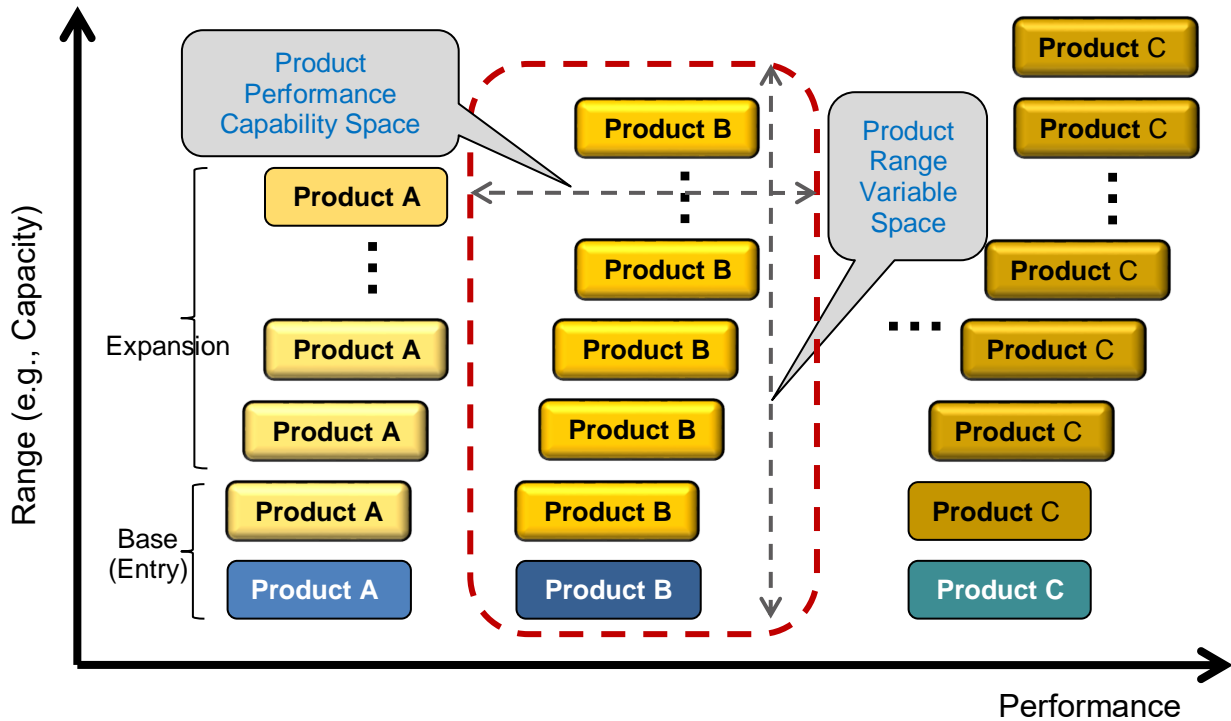 Product C
Product
Performance
Capability Space
Product B
Product C
Product
Range
Variable
Space
Product A
Product B
Product C
Expansion
Product A
Product B
Product C
Product A
Product B
Product C
Product A
Product B
Product C
Base
(Entry)
Product A
Product B
Product C
Range (e.g., Capacity)
Performance